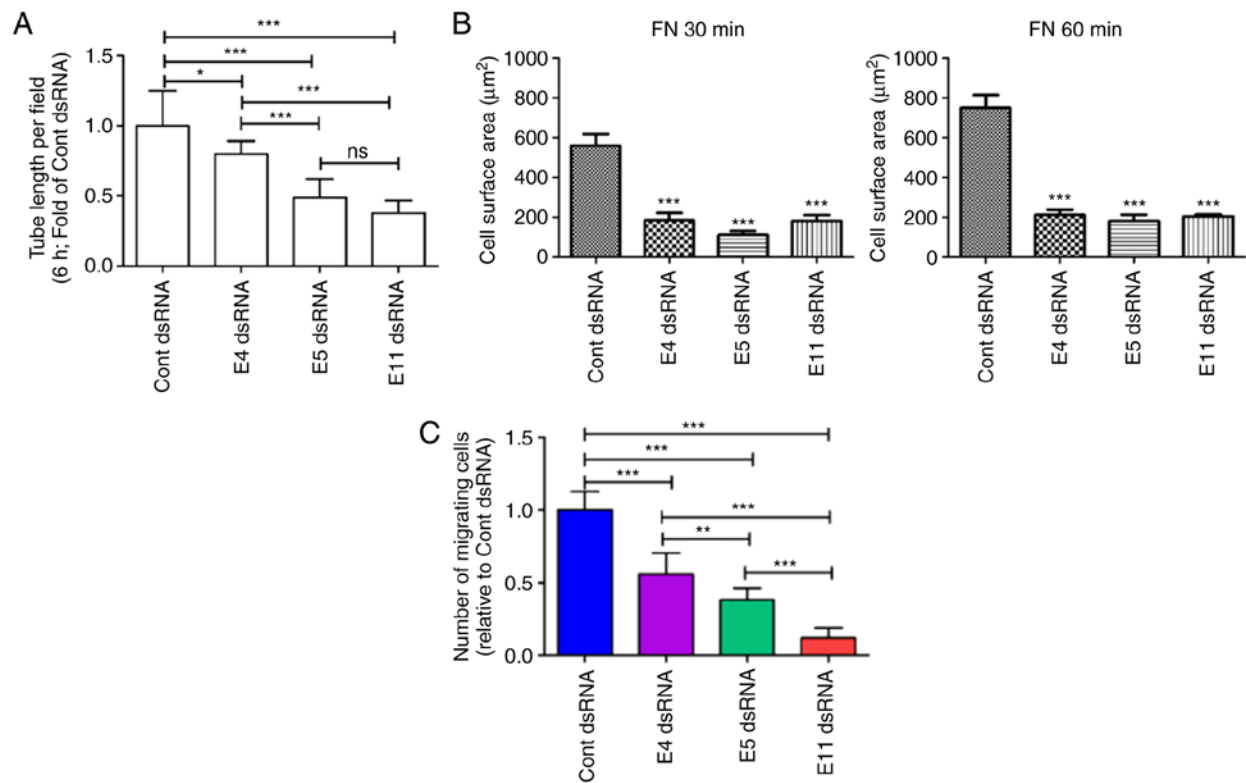 A
Tube length per field
(6 h; Fold of Cont dsRNA)
1.5
1.0
0.5
0.0
***
***
*
***
***
ns
Cont dsRNA
E4 dsRNA
E5 dsRNA
E11 dsRNA
B
FN 30 min
Cell surface area (μm²)
1000
800
600
400
200
0
***
***
***
Cont dsRNA
E4 dsRNA
E5 dsRNA
E11 dsRNA
FN 60 min
Cell surface area (μm²)
1000
800
600
400
200
0
***
***
***
Cont dsRNA
E4 dsRNA
E5 dsRNA
E11 dsRNA
C
Number of migrating cells
(relative to Cont dsRNA)
1.5
1.0
0.5
0.0
***
***
***
***
**
***
Cont dsRNA
E4 dsRNA
E5 dsRNA
E11 dsRNA